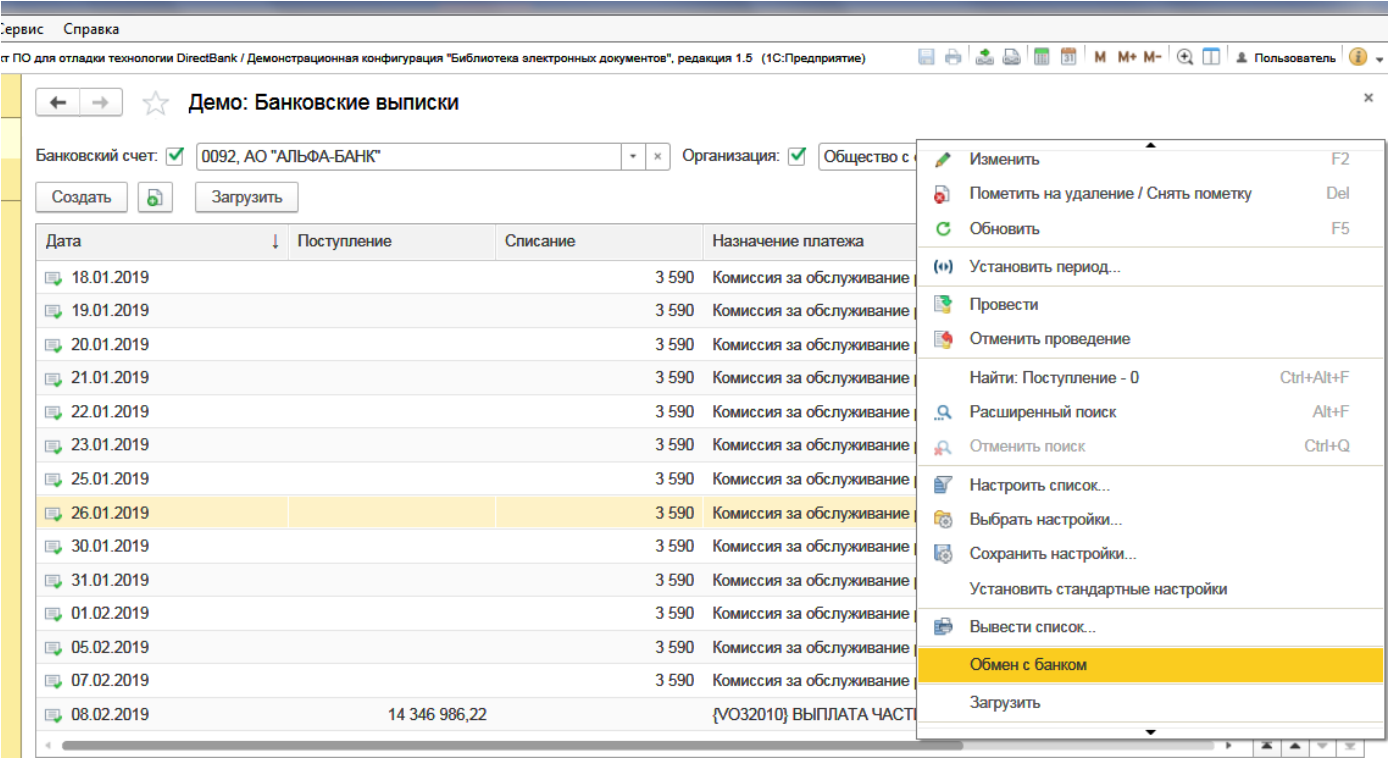 Сервис Справка
кт ПО для отладки технологии DirectBank / Демонстрационная конфигурация "Библиотека электронных документов", редакция 1.5 (1С:Предприятие) 31 M M+ M- Пользователь
Демо: Банковские выписки
Банковский счет: 0092, АО "АЛЬФА-БАНК" Организация: Общество с
Создать Загрузить
Дата Поступление Списание Назначение платежа
18.01.2019 3 590 Комиссия за обслуживание
19.01.2019 3 590 Комиссия за обслуживание
20.01.2019 3 590 Комиссия за обслуживание
21.01.2019 3 590 Комиссия за обслуживание
22.01.2019 3 590 Комиссия за обслуживание
23.01.2019 3 590 Комиссия за обслуживание
25.01.2019 3 590 Комиссия за обслуживание
26.01.2019 3 590 Комиссия за обслуживание
30.01.2019 3 590 Комиссия за обслуживание
31.01.2019 3 590 Комиссия за обслуживание
01.02.2019 3 590 Комиссия за обслуживание
05.02.2019 3 590 Комиссия за обслуживание
07.02.2019 3 590 Комиссия за обслуживание
08.02.2019 14 346 986,22 {VO32010} ВЫПЛАТА ЧАСТИ
Изменить F2
Пометить на удаление / Снять пометку Del
Обновить F5
Установить период...
Провести
Отменить проведение
Найти: Поступление - 0 Ctrl+Alt+F
Расширенный поиск Alt+F
Отменить поиск Ctrl+Q
Настроить список...
Выбрать настройки...
Сохранить настройки...
Установить стандартные настройки
Вывести список...
Обмен с банком
Загрузить